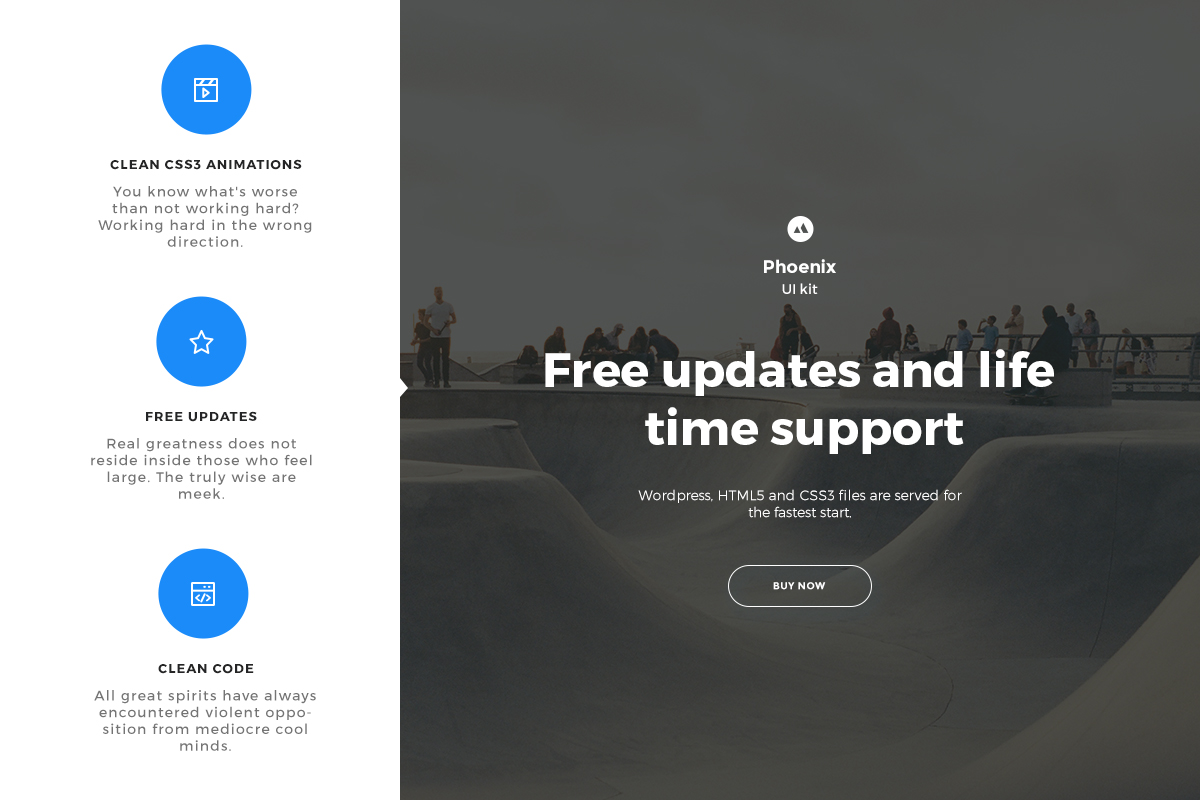 CLEAN CSS3 ANIMATIONS
You know what's worse
than not working hard?
Working hard in the wrong
direction.
FREE UPDATES
Real greatness does not
reside inside those who feel
large. The truly wise are
meek.
CLEAN CODE
All great spirits have always
encountered violent oppo-
sition from mediocre cool
minds.
Phoenix
UI kit
Free updates and life
time support
Wordpress, HTML5 and CSS3 files are served for
the fastest start.
BUY NOW